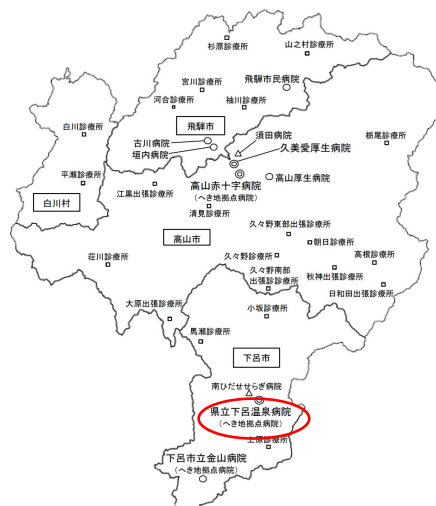 杉原診療所
山之村診療所
宮川診療所
飛騨市民病院
河合診療所
袖川診療所
白川診療所
飛騨市
須田病院
栃尾診療所
古川病院
久美愛厚生病院
垣内病院
平瀬診療所
江黒出張診療所
高山赤十字病院
(へき地拠点病院)
高山厚生病院
白川村
清見診療所
高山市
久々野東部出張診療所
朝日診療所
荘川診療所
久々野診療所
高根診療所
久々野南部
出張診療所
秋神出張診療所
日和田出張診療所
大原出張診療所
小坂診療所
馬瀬診療所
下呂市
南ひだせせらぎ病院
県立下呂温泉病院
(へき地拠点病院)
上原診療所
下呂市立金山病院
(へき地拠点病院)